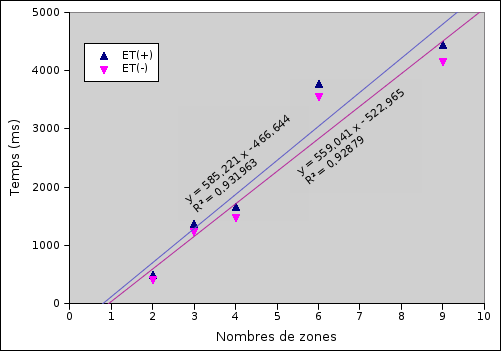 5000
4000
3000
2000
1000
0
Temps (ms)
ET(+)
ET(-)
y = 585.221 x - 466.644
R² = 0.931963
y = 559.041 x - 522.965
R² = 0.92879
0 1 2 3 4 5 6 7 8 9 10
Nombres de zones